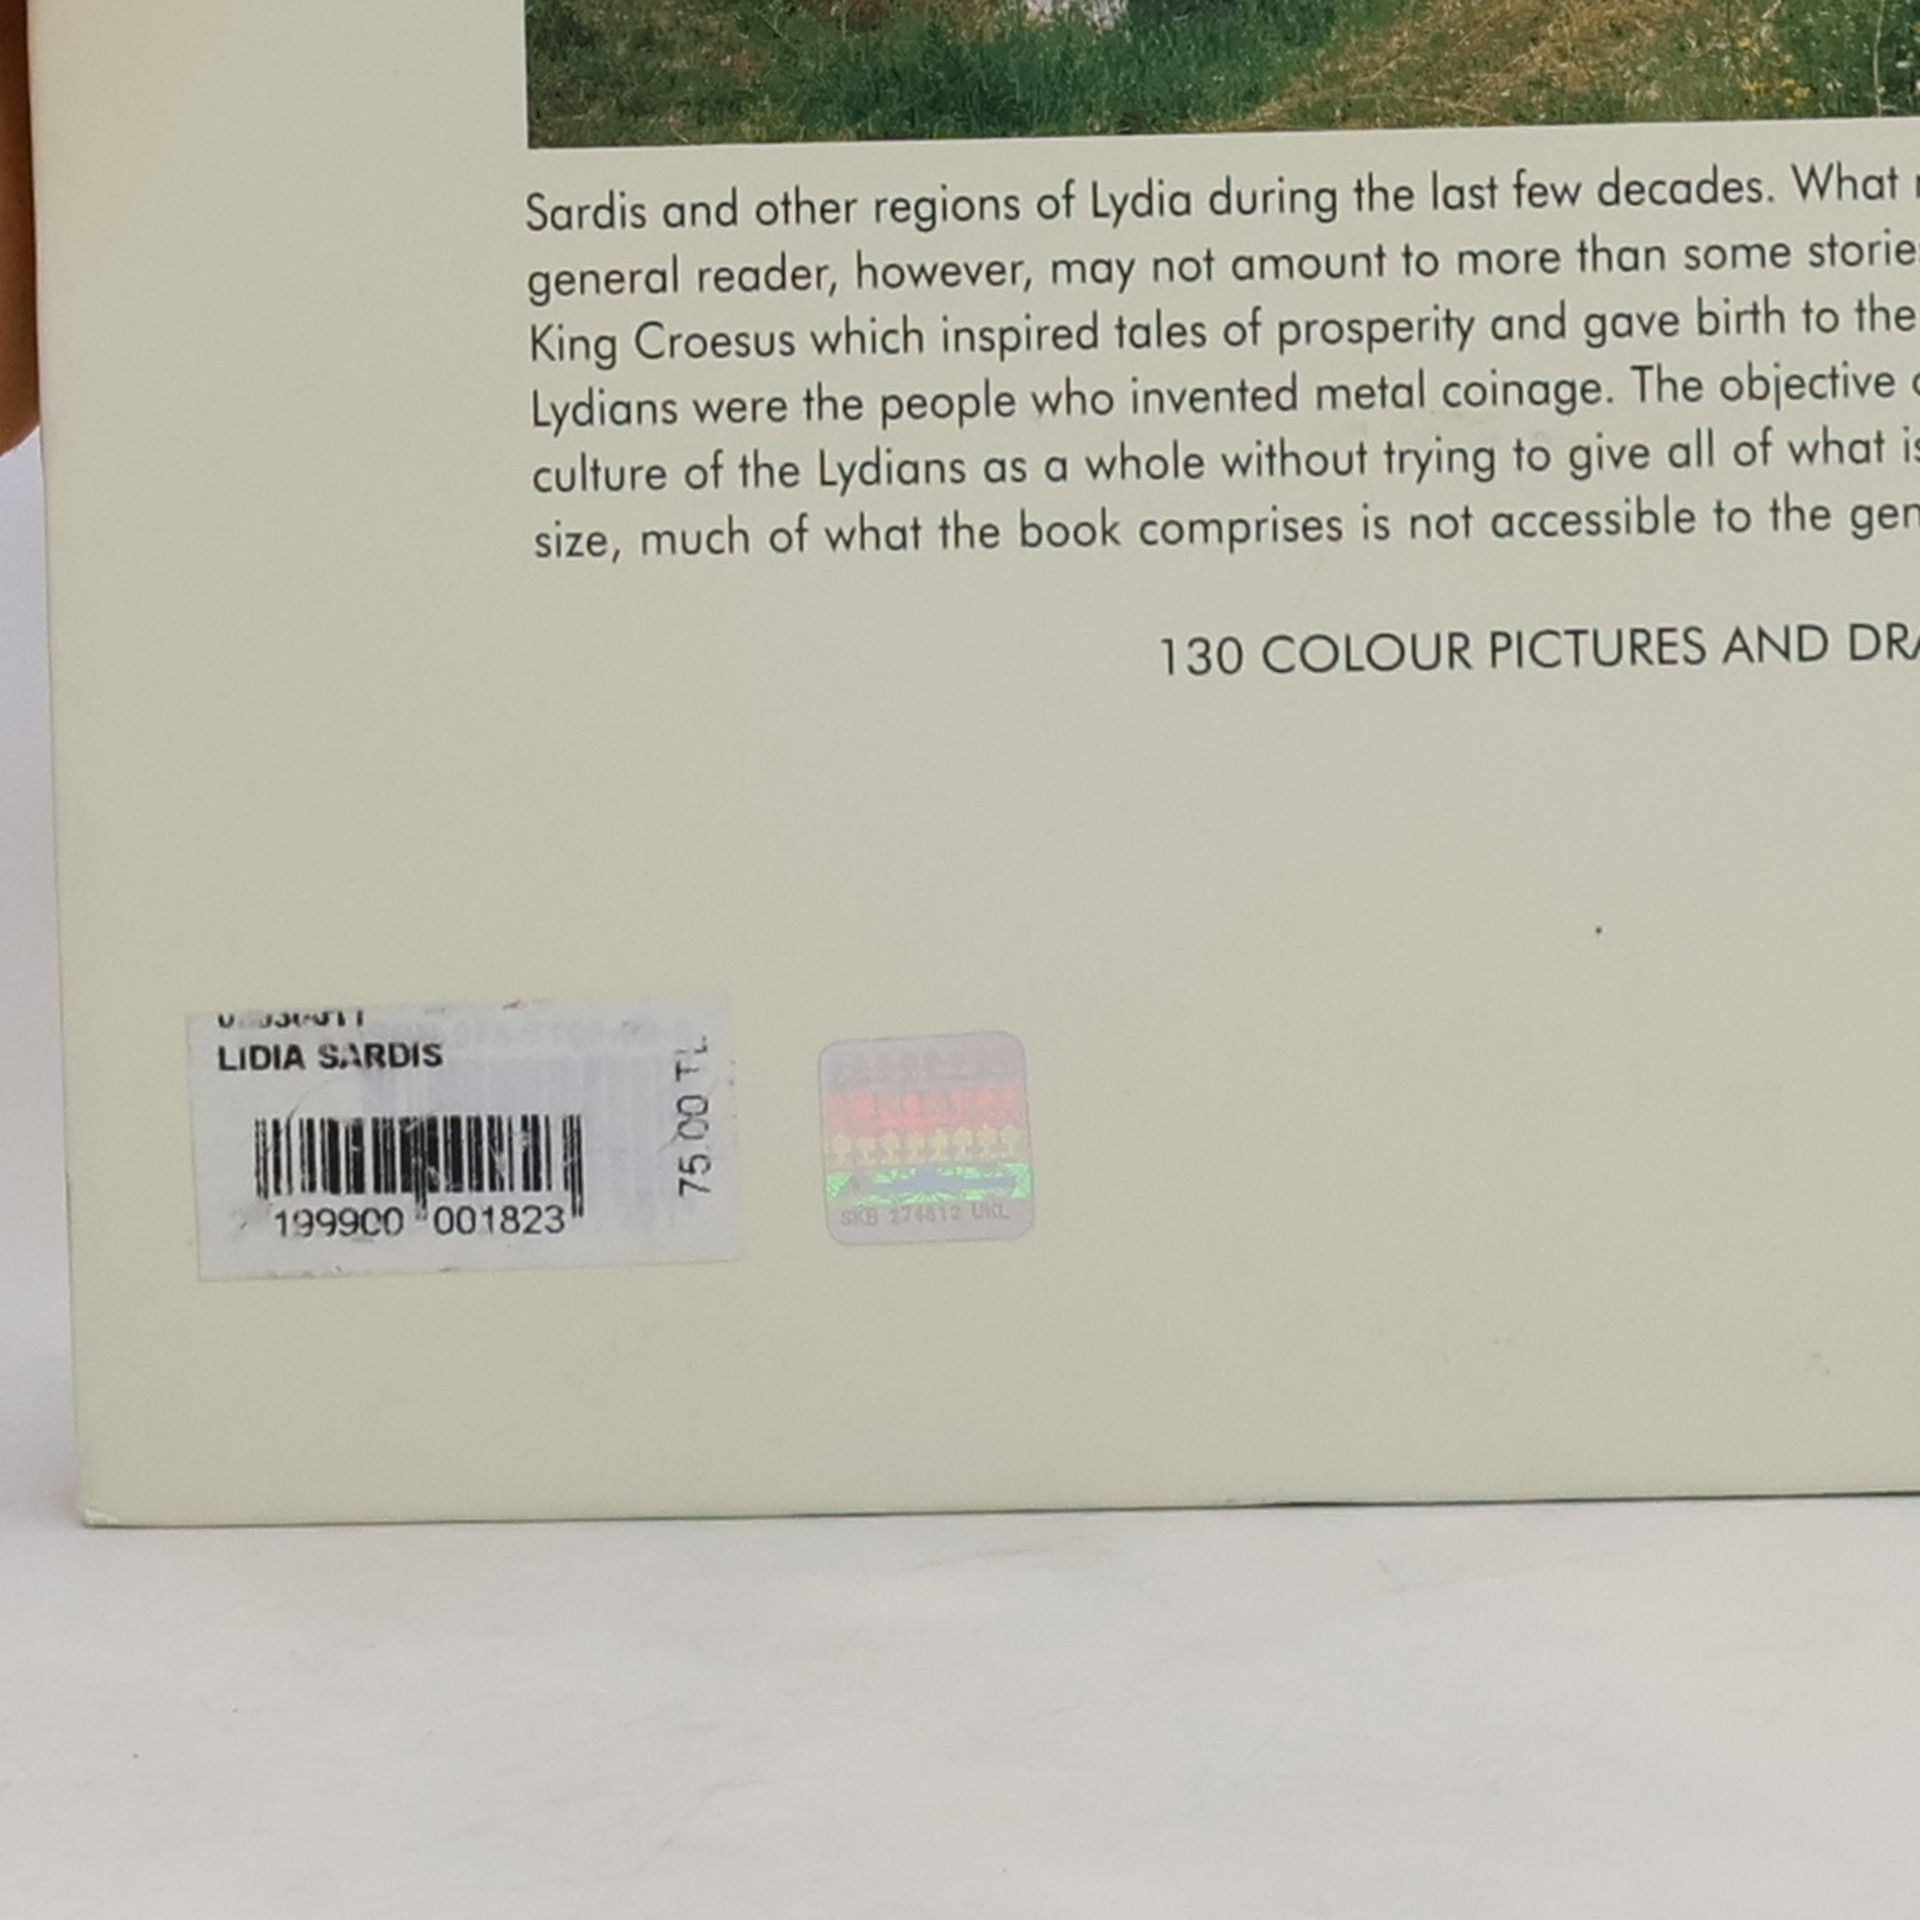 Sardis and other regions of Lydia during the last few decades. What
general reader, however, may not amount to more than some storie
King Croesus which inspired tales of prosperity and gave birth to the
Lydians were the people who invented metal coinage. The objective
culture of the Lydians as a whole without trying to give all of what is
size, much of what the book comprises is not accessible to the gen
130 COLOUR PICTURES AND DRA
LIDIA SARDIS
75.00 TL.
199900 001823
SKB 274812 URL